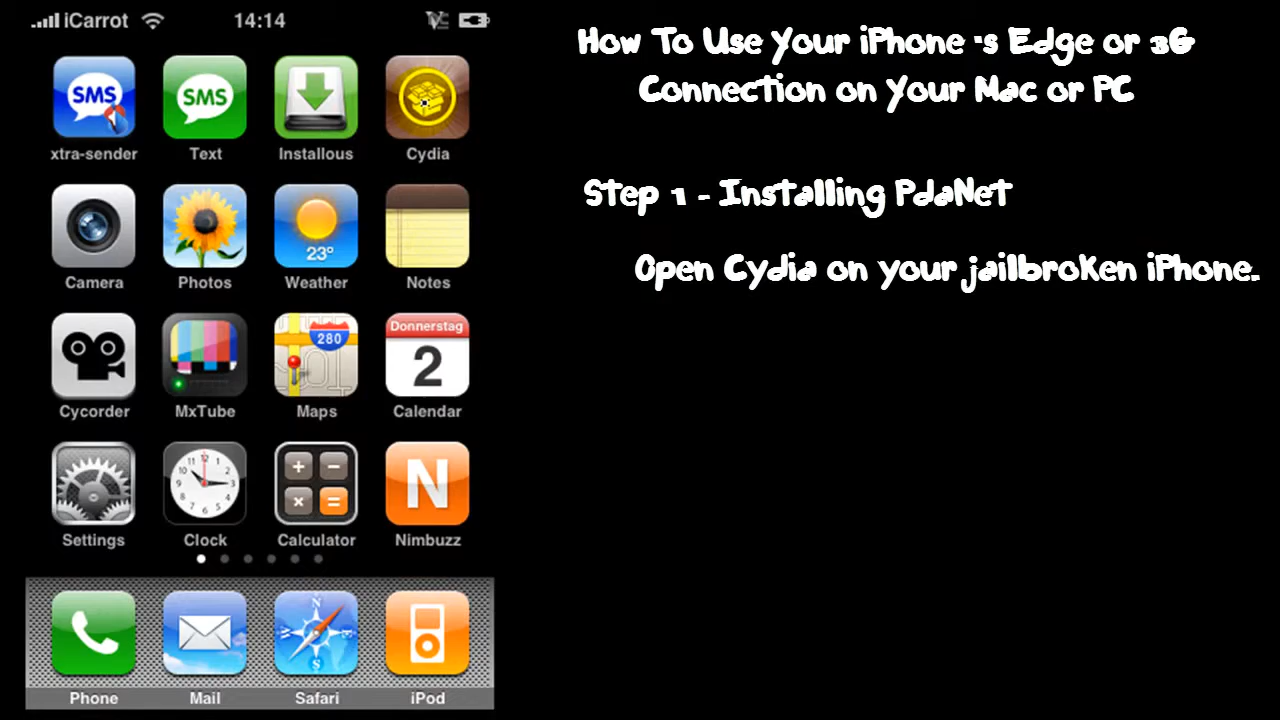 iCarrot 14:14
SMS SMS
xtra-sender Text Installous Cydia
23°
Camera Photos Weather Notes
280 Donnerstag
2
Cycorder MxTube Maps Calendar
N
Settings Clock Calculator Nimbuzz
Phone Mail Safari iPod
How To Use Your iPhone 's Edge or 3G
Connection on Your Mac or PC
Step 1 - Installing PdaNet
Open Cydia on your jailbroken iPhone.